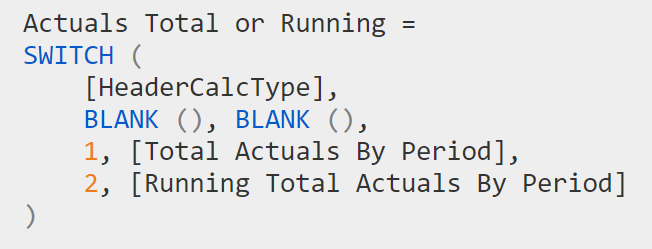 Actuals Total or Running =
SWITCH (
    [HeaderCalcType],
    BLANK (), BLANK (),
    1, [Total Actuals By Period],
    2, [Running Total Actuals By Period]
)